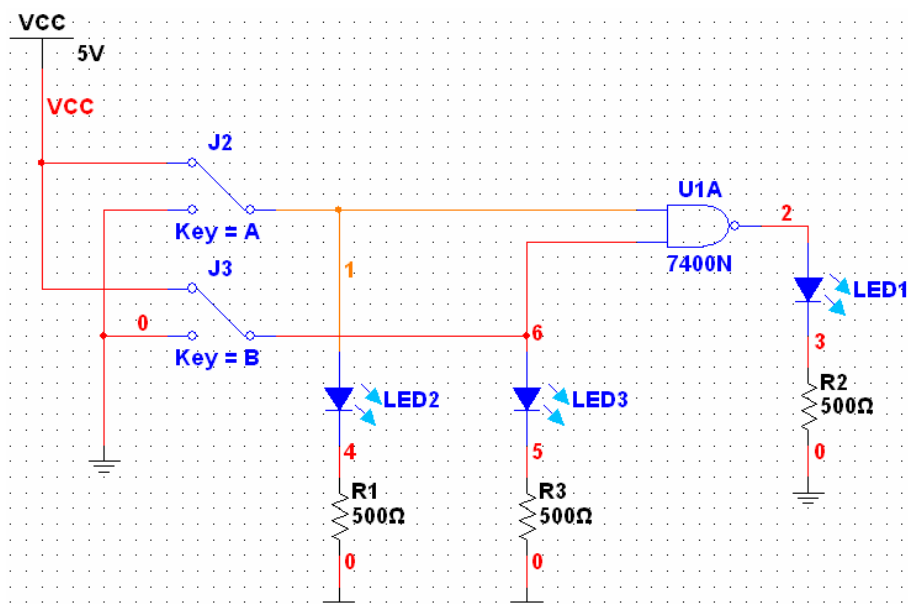 VCC
5V
VCC
J2
Key = A
J3
0
Key = B
1
U1A
7400N
2
LED1
3
R2
500Ω
0
6
LED2
LED3
4
5
R1
500Ω
R3
500Ω
0
0